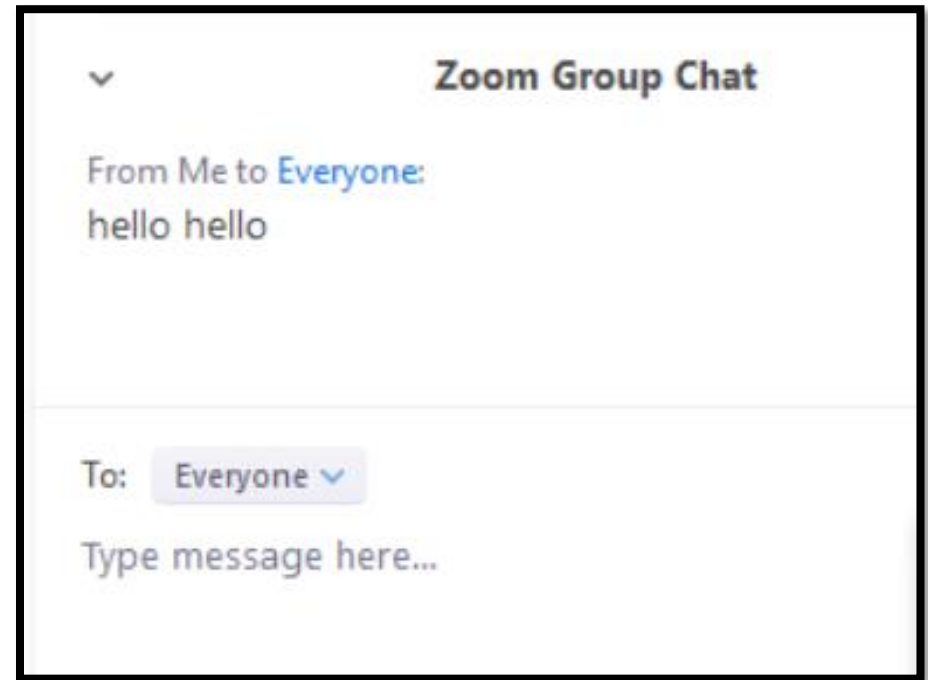 Zoom Group Chat
From Me to Everyone:
hello hello
To: Everyone
Type message here...